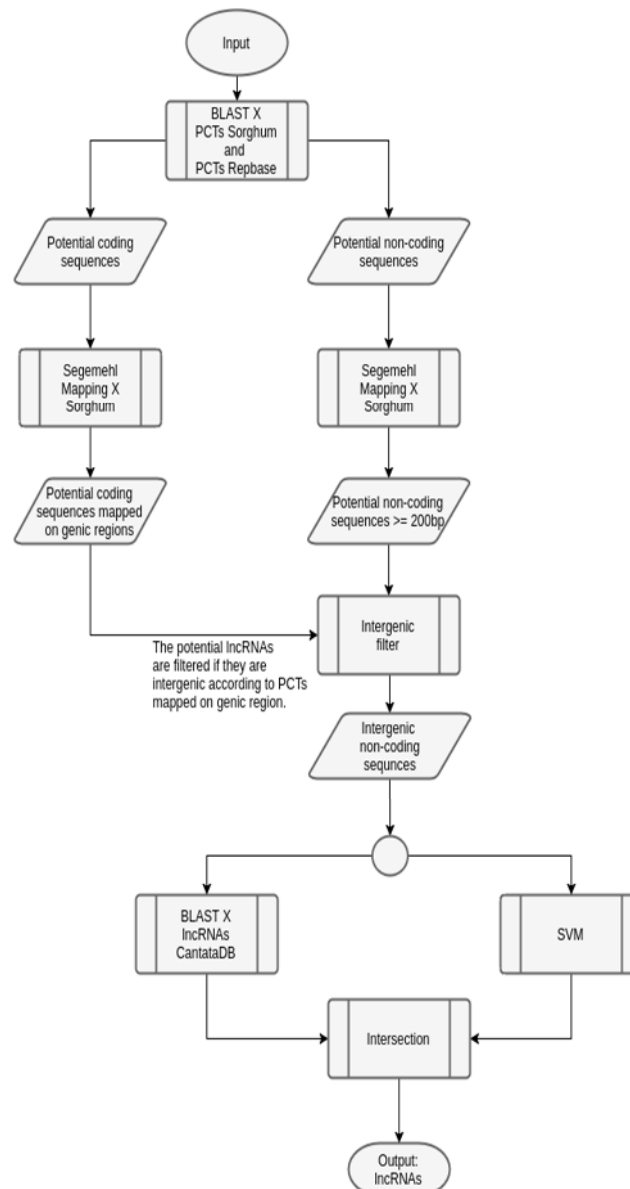 Input
BLAST X
PCTs Sorghum
and
PCTs Repbase
Potential coding
sequences
Potential non-coding
sequences
Segemehl
Mapping X
Sorghum
Segemehl
Mapping X
Sorghum
Potential coding
sequences mapped
on genic regions
Potential non-coding
sequences >= 200bp
Intergenic
filter
The potential lncRNAs
are filtered if they are
intergenic according to PCTs
mapped on genic region.
Intergenic
non-coding
sequnces
BLAST X
lncRNAs
CantataDB
SVM
Intersection
Output:
lncRNAs